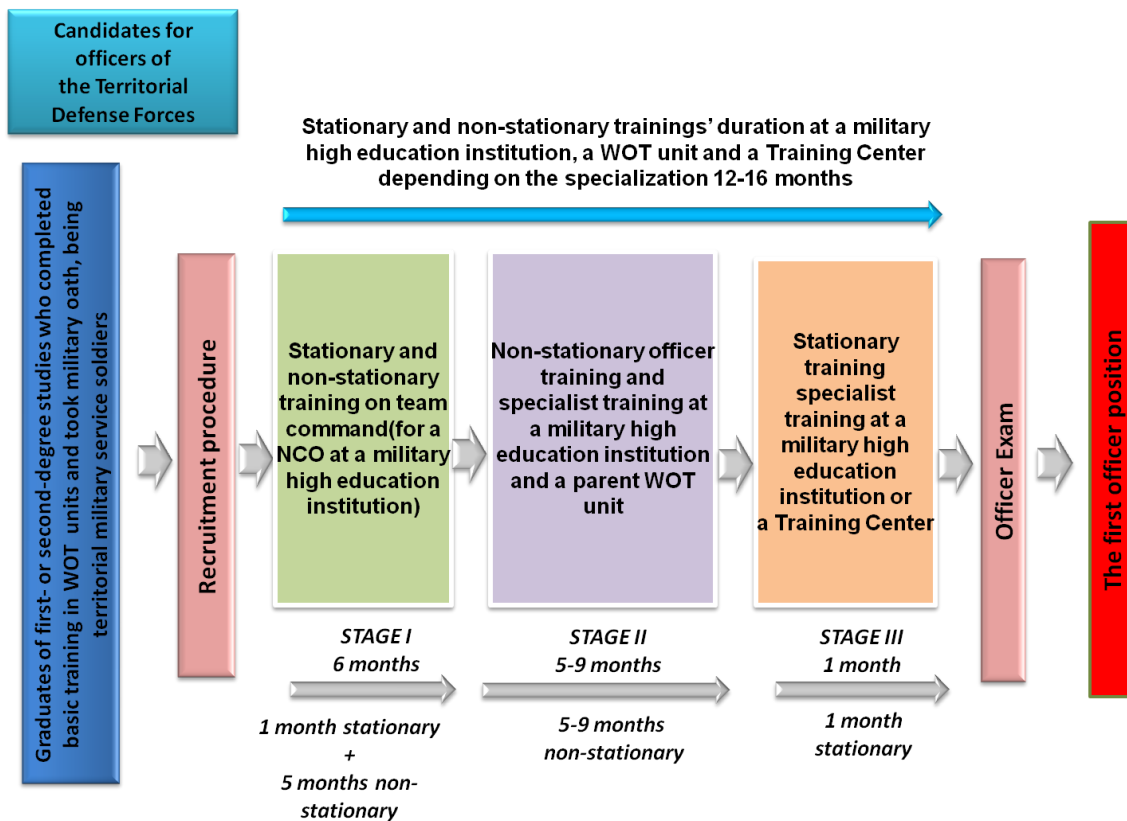 Candidates for
officers of
the Territorial
Defense Forces
Stationary and non-stationary trainings' duration at a military
high education institution, a WOT unit and a Training Center
depending on the specialization 12-16 months
Graduates of first- or second-degree studies who completed
basic training in WOT units and took military oath, being
territorial military service soldiers
Recruitment procedure
Stationary and
non-stationary
training on team
command(for a
NCO at a military
high education
institution)
Non-stationary officer
training and
specialist training at
a military high
education institution
and a parent WOT
unit
Stationary
training
specialist
training at a
military high
education
institution or
a Training Center
Officer Exam
The first officer position
STAGE I
6 months
1 month stationary
+
5 months non-
stationary
STAGE II
5-9 months
5-9 months
non-stationary
STAGE III
1 month
1 month
stationary